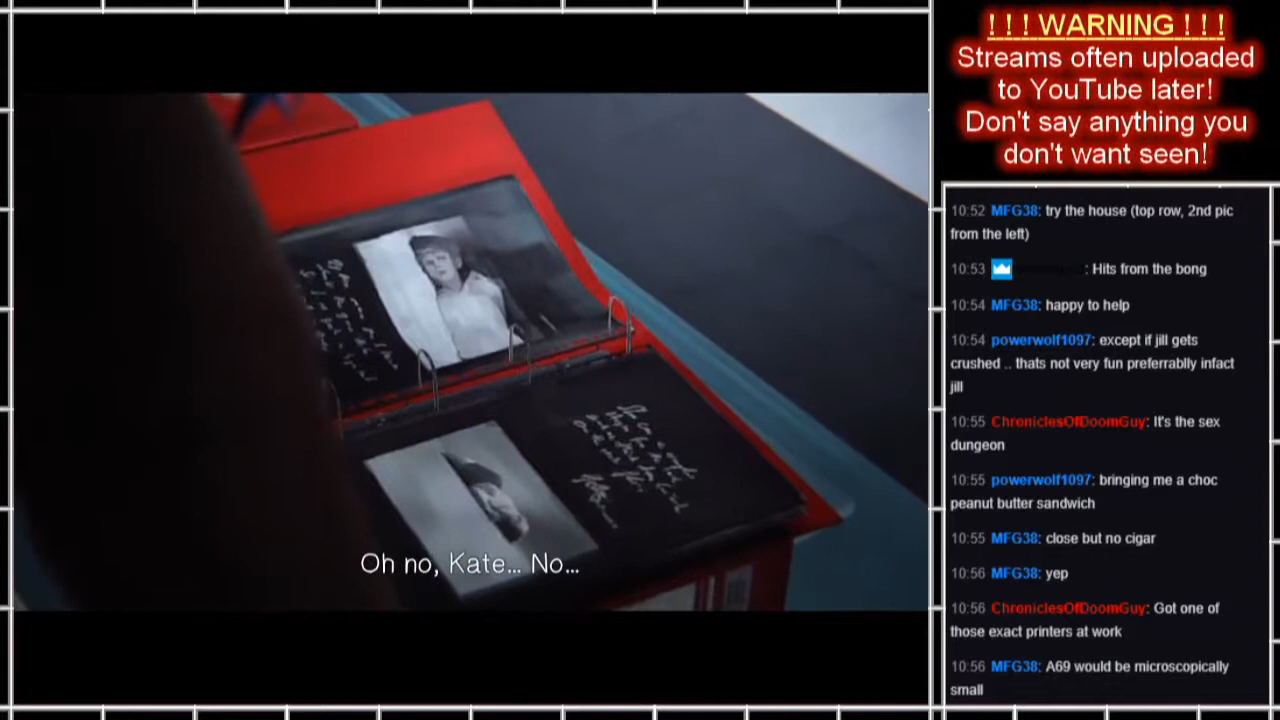 ! ! ! WARNING ! ! !
Streams often uploaded
to YouTube later!
Don't say anything you
don't want seen!
10:52 MFG38: try the house (top row, 2nd pic
from the left)
10:53 : Hits from the bong
10:54 MFG38: happy to help
10:54 powerwolf1097: except if jill gets
crushed .. thats not very fun preferrablly infact
jill
10:55 ChroniclesOfDoomGuy: It's the sex
dungeon
10:55 powerwolf1097: bringing me a choc
peanut butter sandwich
10:55 MFG38: close but no cigar
10:56 MFG38: yep
10:56 ChroniclesOfDoomGuy: Got one of
those exact printers at work
10:56 MFG38: A69 would be microscopically
small
Oh no, Kate... No...